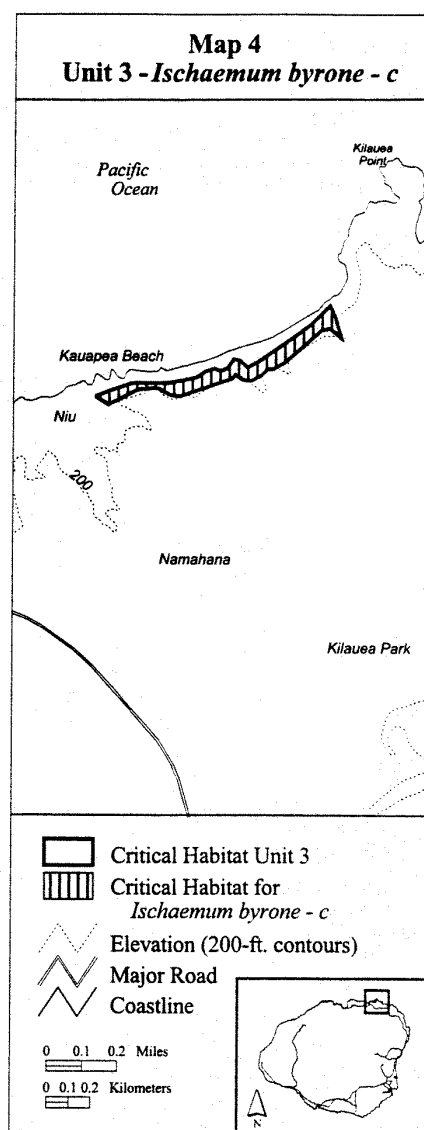 Map 4
Unit 3 - Ischaemum byrone - c
Kilauea
Point
Pacific
Ocean
Kauapea Beach
Niu
200
Namahana
Kilauea Park
Critical Habitat Unit 3
Critical Habitat for
Ischaemum byrone - c
Elevation (200-ft. contours)
Major Road
Coastline
0 0.1 0.2 Miles
0 0.1 0.2 Kilometers
N